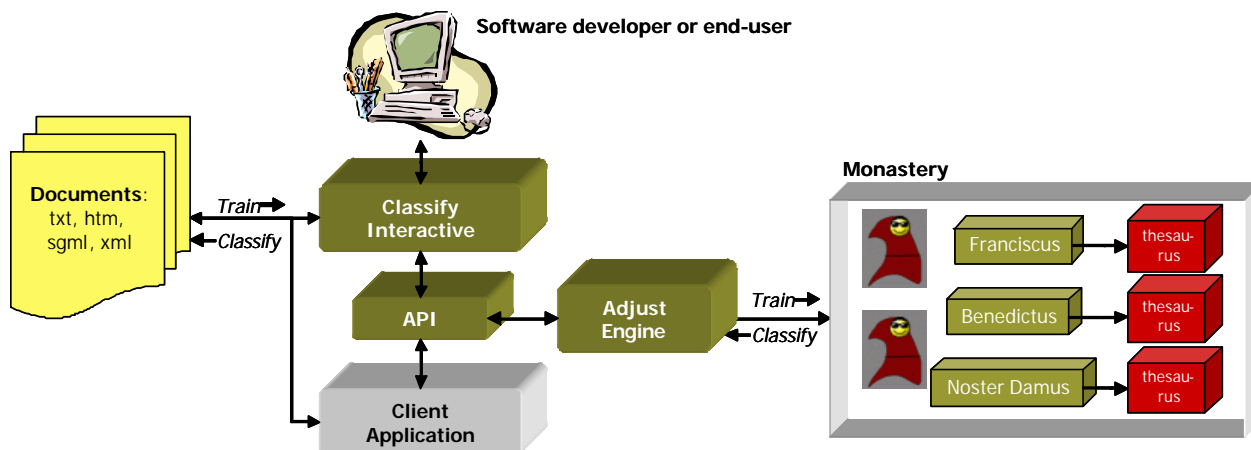 Software developer or end-user
Documents:
txt, htm,
sgml, xml
Train
Classify
Classify
Interactive
API
Client
Application
Adjust
Engine
Train
Classify
Monastery
Franciscus
thesau-
rus
Benedictus
thesau-
rus
Noster Damus
thesau-
rus